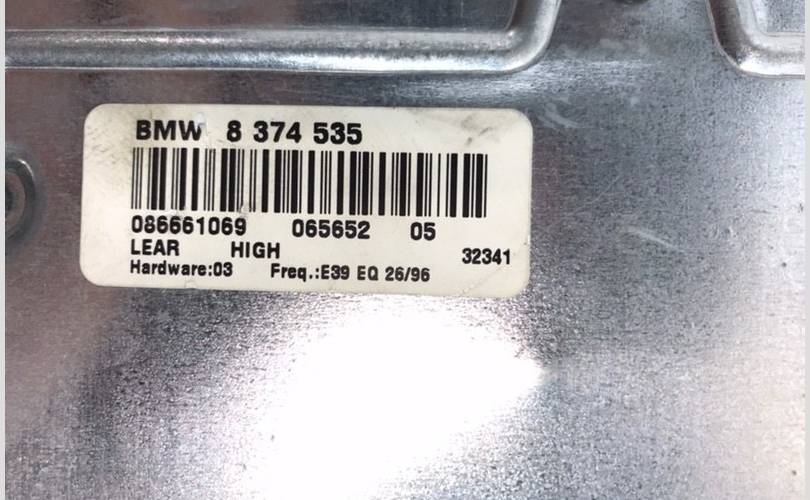 BMW 8 374 535
086661069 065652 05
LEAR HIGH 32341
Hardware:03 Freq.:E39 EQ 26/96